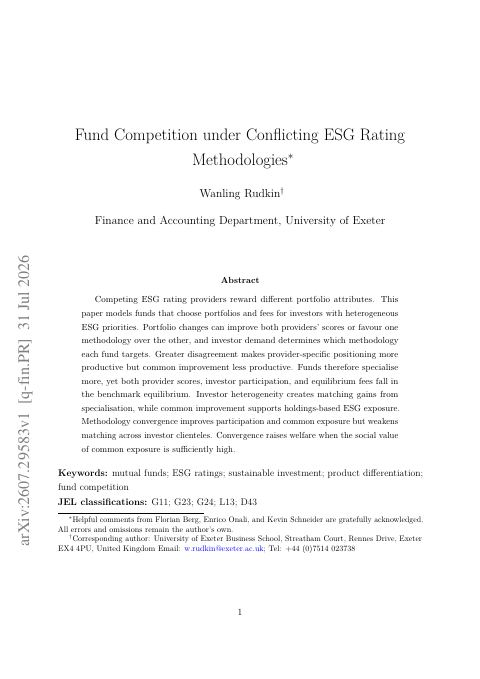 Fund Competition under Conflicting ESG Rating
Methodologies*
Wanling Rudkin†
Finance and Accounting Department, University of Exeter
Abstract
Competing ESG rating providers reward different portfolio attributes. This
paper models funds that choose portfolios and fees for investors with heterogeneous
ESG priorities. Portfolio changes can improve both providers' scores or favour one
methodology over the other, and investor demand determines which methodology
each fund targets. Greater disagreement makes provider-specific positioning more
productive but common improvement less productive. Funds therefore specialise
more, yet both provider scores, investor participation, and equilibrium fees fall in
the benchmark equilibrium. Investor heterogeneity creates matching gains from
specialisation, while common improvement supports holdings-based ESG exposure.
Methodology convergence improves participation and common exposure but weakens
matching across investor clienteles. Convergence raises welfare when the social value
of common exposure is sufficiently high.
Keywords: mutual funds; ESG ratings; sustainable investment; product differentiation;
fund competition
JEL classifications: G11; G23; G24; L13; D43
*Helpful comments from Florian Berg, Enrico Onali, and Kevin Schneider are gratefully acknowledged.
All errors and omissions remain the author's own.
†Corresponding author: University of Exeter Business School, Streatham Court, Rennes Drive, Exeter
EX4 4PU, United Kingdom Email: w.rudkin@exeter.ac.uk; Tel: +44 (0)7514 023738
1
arXiv:2607.29583v1 [q-fin.PR] 31 Jul 2026